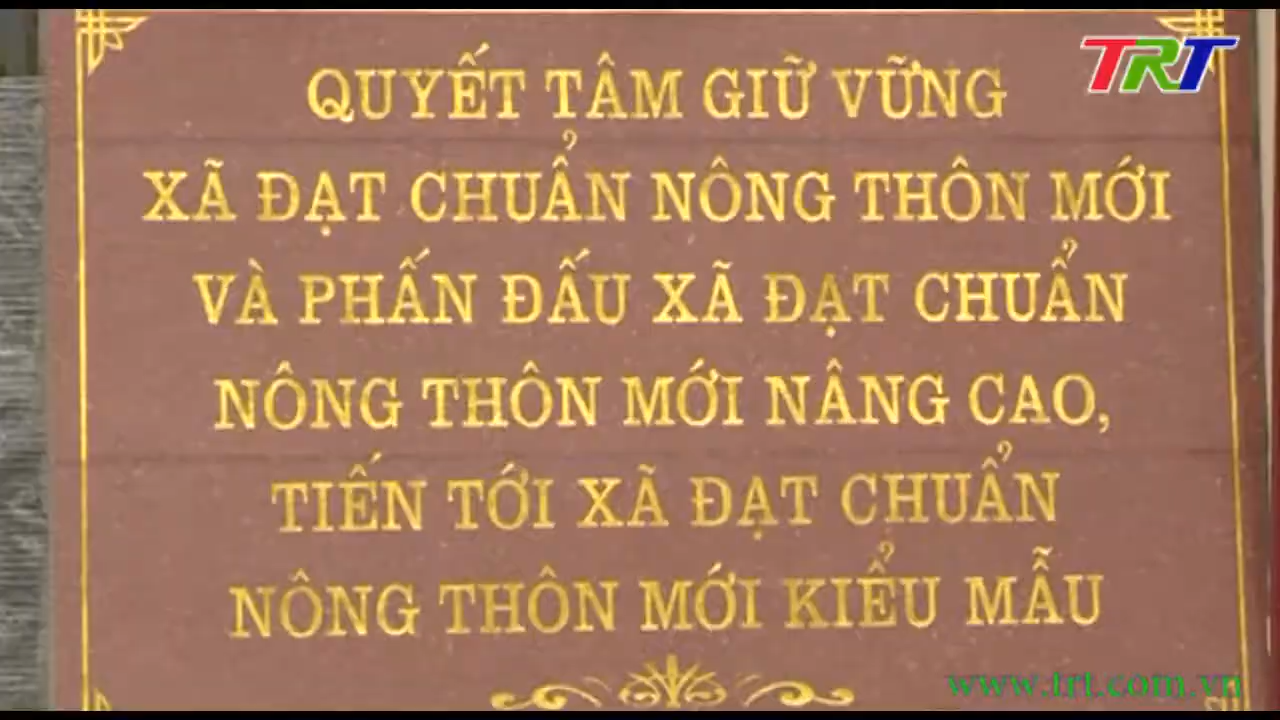 TRT
QUYẾT TÂM GIỮ VỮNG
XÃ ĐẠT CHUẨN NÔNG THÔN MỚI
VÀ PHẤN ĐẤU XÃ ĐẠT CHUẨN
NÔNG THÔN MỚI NÂNG CAO,
TIẾN TỚI XÃ ĐẠT CHUẨN
NÔNG THÔN MỚI KIỂU MẪU
www.trt.com.vn